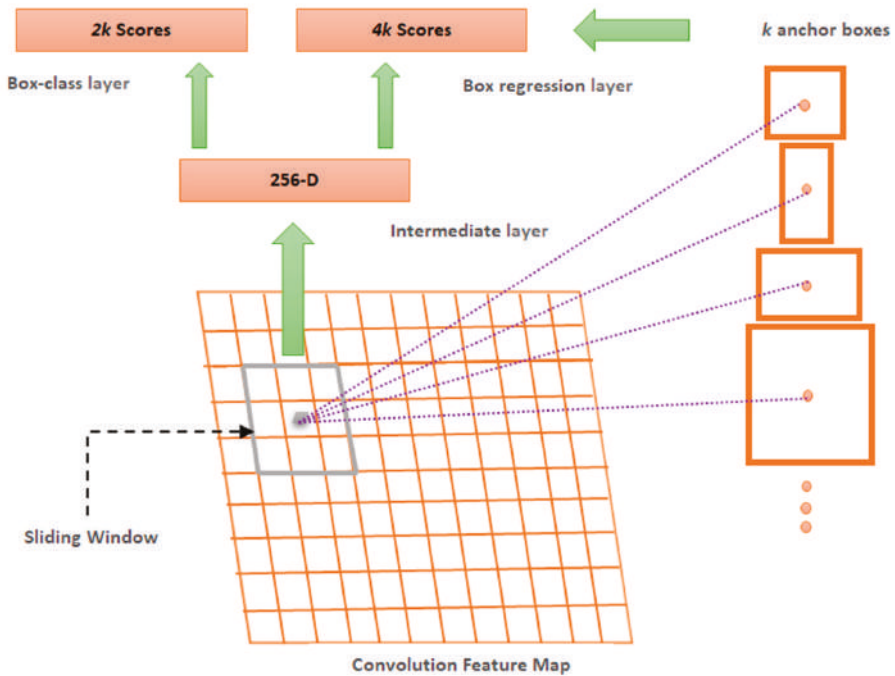 2k Scores
4k Scores
k anchor boxes
Box-class layer
Box regression layer
256-D
Intermediate layer
Sliding Window
Convolution Feature Map